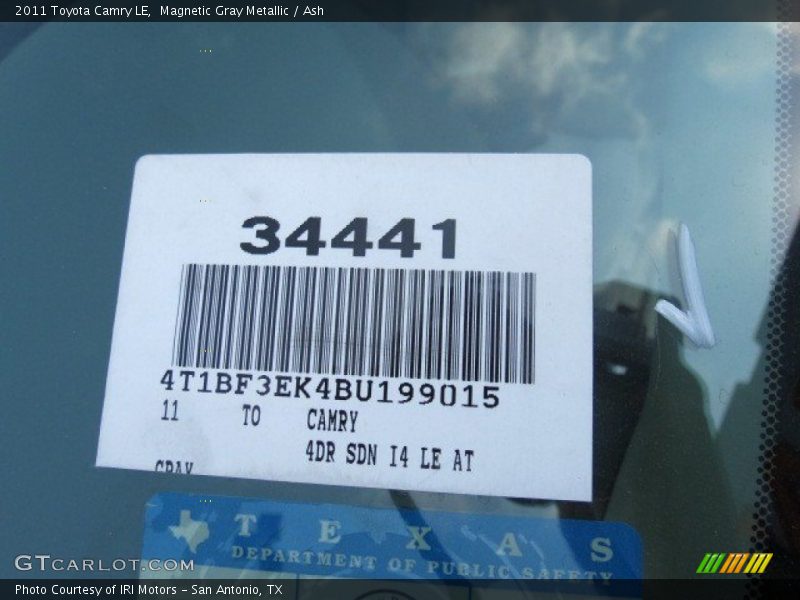 2011 Toyota Camry LE, Magnetic Gray Metallic / Ash
34441
4T1BF3EK4BU199015
11 TO CAMRY
4DR SDN I4 LE AT
GRAY
TEXAS
DEPARTMENT OF PUBLIC SAFETY
GTCARLOT.COM
Photo Courtesy of IRI Motors – San Antonio, TX